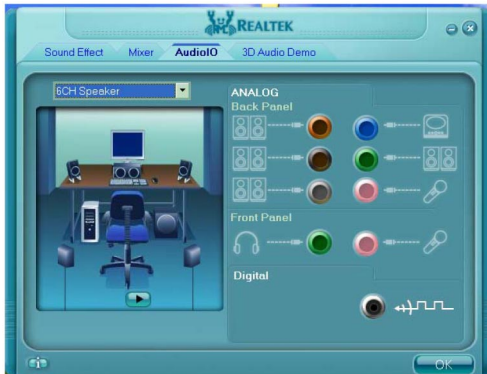 REALTEK
Sound Effect Mixer AudioIO 3D Audio Demo
6CH Speaker
ANALOG
Back Panel
Front Panel
Digital
OK